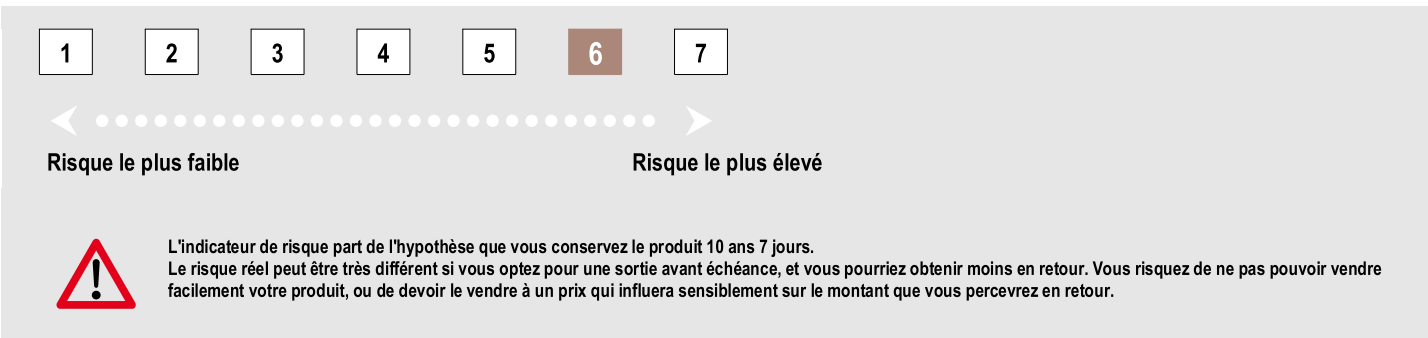 1 2 3 4 5 6 7
Risque le plus faible Risque le plus élevé
L'indicateur de risque part de l'hypothèse que vous conservez le produit 10 ans 7 jours.
Le risque réel peut être très différent si vous optez pour une sortie avant échéance, et vous pourriez obtenir moins en retour. Vous risquez de ne pas pouvoir vendre
facilement votre produit, ou de devoir le vendre à un prix qui influera sensiblement sur le montant que vous percevrez en retour.